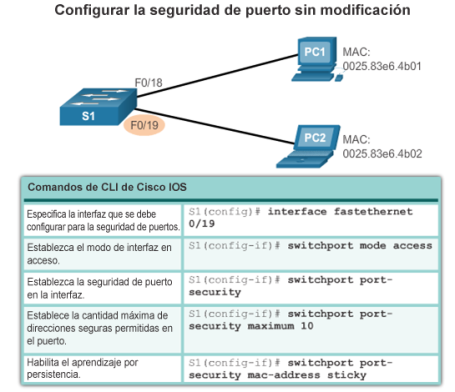 Configurar la seguridad de puerto sin modificación
PC1
MAC:
0025.83e6.4b01
F0/18
S1
F0/19
PC2
MAC:
0025.83e6.4b02
Comandos de CLI de Cisco IOS
Especifica la interfaz que se debe
configurar para la seguridad de puertos.
S1(config)# interface fastethernet
0/19
Establezca el modo de interfaz en
acceso.
S1(config-if)# switchport mode access
Establezca la seguridad de puerto
en la interfaz.
S1(config-if)# switchport port-
security
Establece la cantidad máxima de
direcciones seguras permitidas en
el puerto.
S1(config-if)# switchport port-
security maximum 10
Habilita el aprendizaje por
persistencia.
S1(config-if)# switchport port-
security mac-address sticky